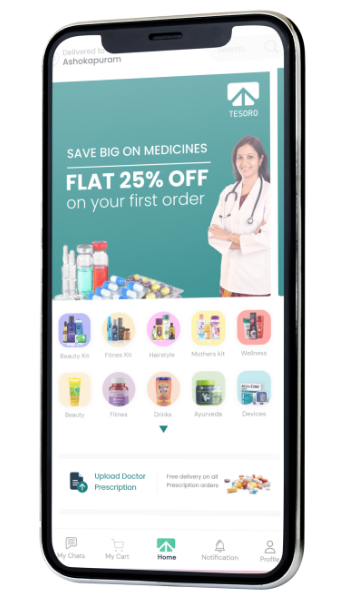 Delivered to
Ashokapuram
TESORO
SAVE BIG ON MEDICINES
FLAT 25% OFF
on your first order
Beauty Kit
Fitnes Kit
Hairstyle
Mothers kit
Wellness
Beauty
Fitnes
Drinks
Ayurveda
Devices
Upload Doctor
Prescription
Free delivery on all
Prescription orders
My Chats
My Cart
Home
Notification
Profile